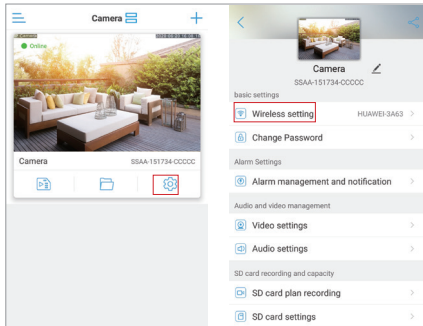 Camera
Online
Camera
SSAA-151734-CCCCC
Camera
SSAA-151734-CCCCC
basic settings
Wireless setting
HUAWEI-3A63
Change Password
Alarm Settings
Alarm management and notification
Audio and video management
Video settings
Audio settings
SD card recording and capacity
SD card plan recording
SD card settings